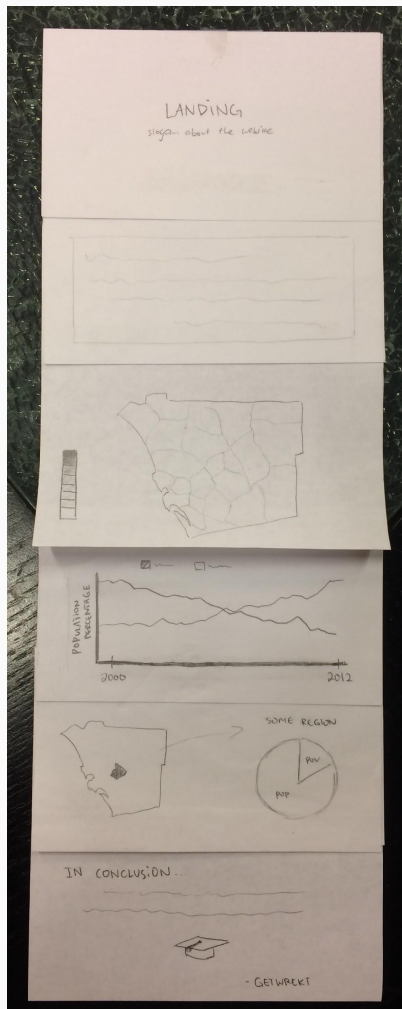 LANDING
slogan about the website
POPULATION
PERCENTAGE
2000
2012
SOME REGION
POV
POP
IN CONCLUSION..
- GETWREKT